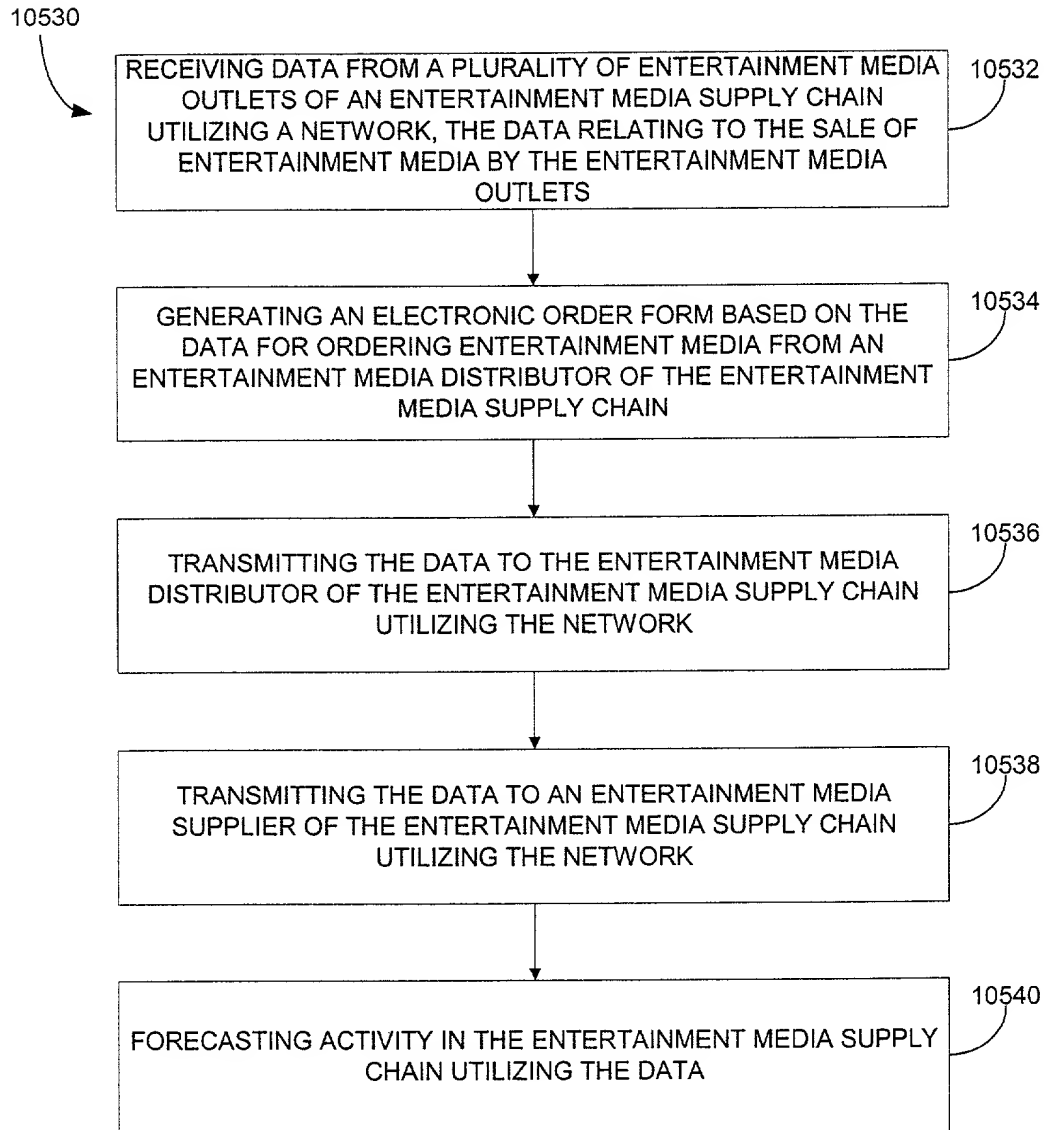 10530
RECEIVING DATA FROM A PLURALITY OF ENTERTAINMENT MEDIA
OUTLETS OF AN ENTERTAINMENT MEDIA SUPPLY CHAIN
UTILIZING A NETWORK, THE DATA RELATING TO THE SALE OF
ENTERTAINMENT MEDIA BY THE ENTERTAINMENT MEDIA
OUTLETS
10532
GENERATING AN ELECTRONIC ORDER FORM BASED ON THE
DATA FOR ORDERING ENTERTAINMENT MEDIA FROM AN
ENTERTAINMENT MEDIA DISTRIBUTOR OF THE ENTERTAINMENT
MEDIA SUPPLY CHAIN
10534
TRANSMITTING THE DATA TO THE ENTERTAINMENT MEDIA
DISTRIBUTOR OF THE ENTERTAINMENT MEDIA SUPPLY CHAIN
UTILIZING THE NETWORK
10536
TRANSMITTING THE DATA TO AN ENTERTAINMENT MEDIA
SUPPLIER OF THE ENTERTAINMENT MEDIA SUPPLY CHAIN
UTILIZING THE NETWORK
10538
FORECASTING ACTIVITY IN THE ENTERTAINMENT MEDIA SUPPLY
CHAIN UTILIZING THE DATA
10540